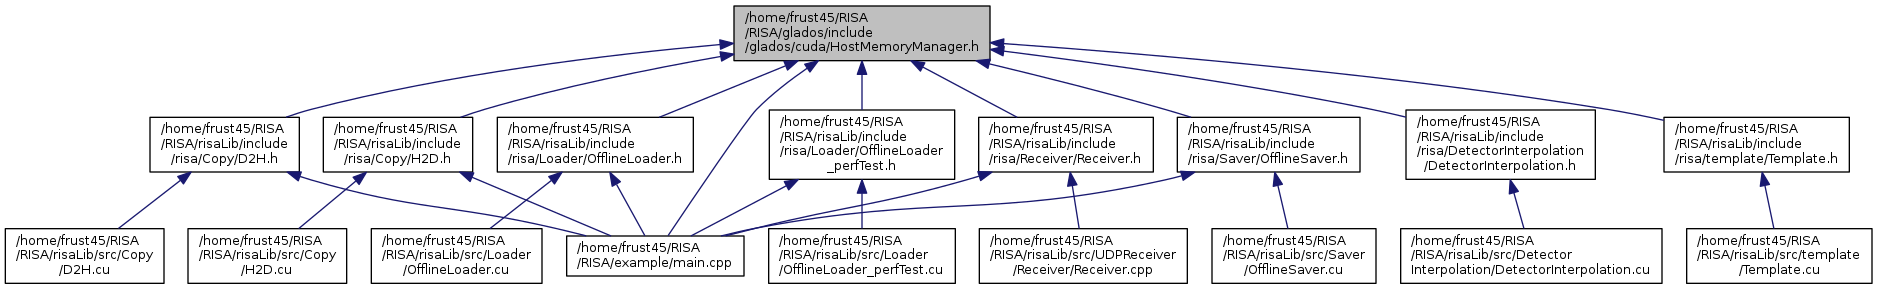 /home/frust45/RISA
/RISA/glados/include
/glados/cuda/HostMemoryManager.h
/home/frust45/RISA
/RISA/risaLib/include
/risa/Copy/D2H.h
/home/frust45/RISA
/RISA/risaLib/include
/risa/Copy/H2D.h
/home/frust45/RISA
/RISA/risaLib/include
/risa/Loader/OfflineLoader.h
/home/frust45/RISA
/RISA/risaLib/include
/risa/Loader/OfflineLoader
_perfTest.h
/home/frust45/RISA
/RISA/risaLib/include
/risa/Receiver/Receiver.h
/home/frust45/RISA
/RISA/risaLib/include
/risa/Saver/OfflineSaver.h
/home/frust45/RISA
/RISA/risaLib/include
/risa/DetectorInterpolation
/DetectorInterpolation.h
/home/frust45/RISA
/RISA/risaLib/include
/risa/template/Template.h
/home/frust45/RISA
/RISA/risaLib/src/Copy
/D2H.cu
/home/frust45/RISA
/RISA/risaLib/src/Copy
/H2D.cu
/home/frust45/RISA
/RISA/risaLib/src/Loader
/OfflineLoader.cu
/home/frust45/RISA
/RISA/example/main.cpp
/home/frust45/RISA
/RISA/risaLib/src/Loader
/OfflineLoader_perfTest.cu
/home/frust45/RISA
/RISA/risaLib/src/UDPReceiver
/Receiver/Receiver.cpp
/home/frust45/RISA
/RISA/risaLib/src/Saver
/OfflineSaver.cu
/home/frust45/RISA
/RISA/risaLib/src/Detector
Interpolation/DetectorInterpolation.cu
/home/frust45/RISA
/RISA/risaLib/src/template
/Template.cu